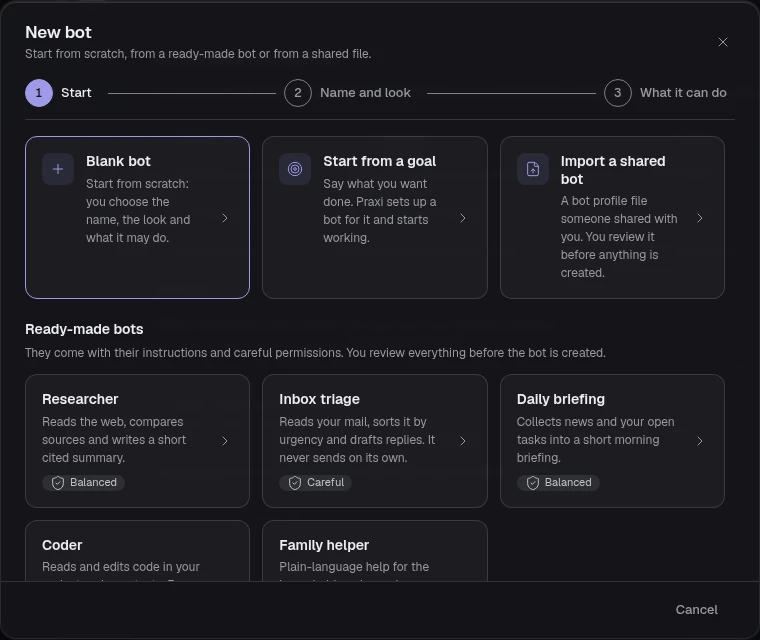 New bot
Start from scratch, from a ready-made bot or from a shared file.
1 Start
2 Name and look
3 What it can do
Blank bot
Start from scratch:
you choose the
name, the look and
what it may do.
Start from a goal
Say what you want
done. Praxi sets up a
bot for it and starts
working.
Import a shared
bot
A bot profile file
someone shared with
you. You review it
before anything is
created.
Ready-made bots
They come with their instructions and careful permissions. You review everything before the bot is created.
Researcher
Reads the web, compares
sources and writes a short
cited summary.
Balanced
Inbox triage
Reads your mail, sorts it by
urgency and drafts replies. It
never sends on its own.
Careful
Daily briefing
Collects news and your open
tasks into a short morning
briefing.
Balanced
Coder
Reads and edits code in your
Family helper
Plain-language help for the
Cancel